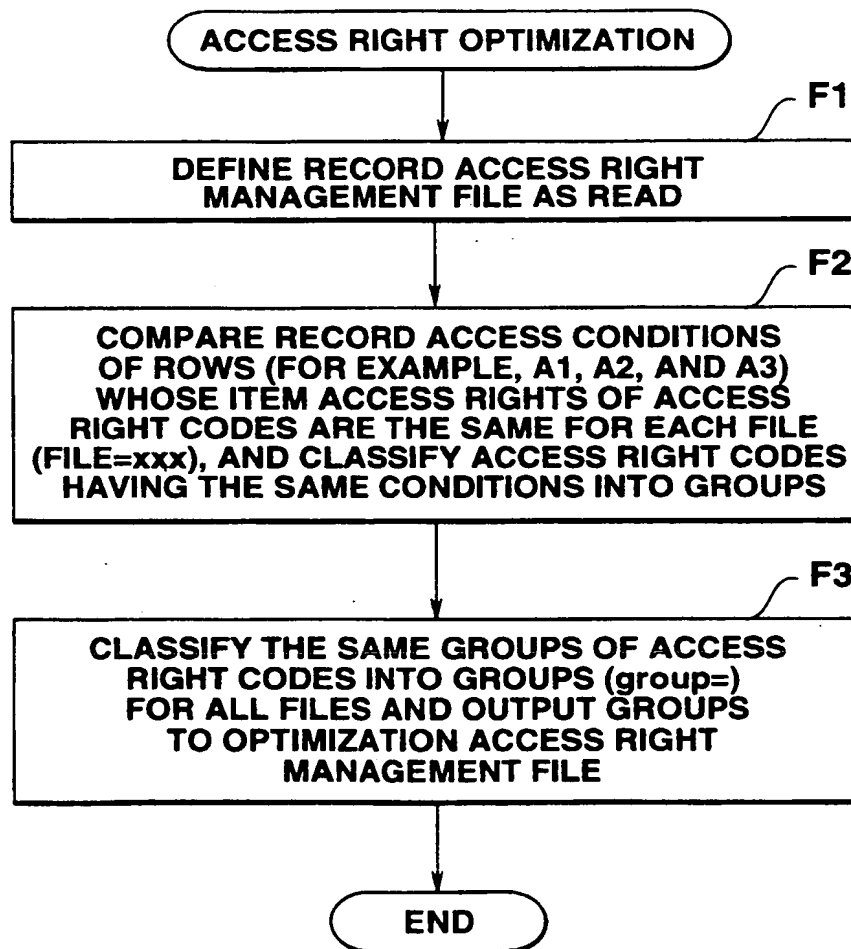 ACCESS RIGHT OPTIMIZATION
F1
DEFINE RECORD ACCESS RIGHT
MANAGEMENT FILE AS READ
F2
COMPARE RECORD ACCESS CONDITIONS
OF ROWS (FOR EXAMPLE, A1, A2, AND A3)
WHOSE ITEM ACCESS RIGHTS OF ACCESS
RIGHT CODES ARE THE SAME FOR EACH FILE
(FILE=xxx), AND CLASSIFY ACCESS RIGHT CODES
HAVING THE SAME CONDITIONS INTO GROUPS
F3
CLASSIFY THE SAME GROUPS OF ACCESS
RIGHT CODES INTO GROUPS (group=)
FOR ALL FILES AND OUTPUT GROUPS
TO OPTIMIZATION ACCESS RIGHT
MANAGEMENT FILE
END